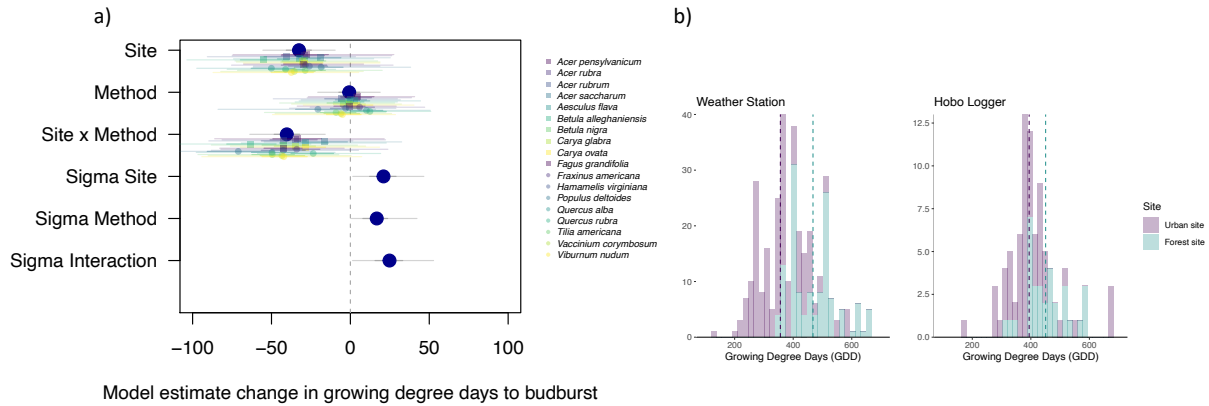 a)
Site
Method
Site x Method
Sigma Site
Sigma Method
Sigma Interaction
−100
−50
0
50
100
Model estimate change in growing degree days to budburst
Acer pensylvanicum
Acer rubra
Acer rubrum
Acer saccharum
Aesculus flava
Betula alleghaniensis
Betula nigra
Carya glabra
Carya ovata
Fagus grandifolia
Fraxinus americana
Hamamelis virginiana
Populus deltoides
Quercus alba
Quercus rubra
Tilia americana
Vaccinium corymbosum
Viburnum nudum
b)
Weather Station
40
30
20
10
0
200
400
600
Growing Degree Days (GDD)
Hobo Logger
12.5
10.0
7.5
5.0
2.5
0.0
200
400
600
Growing Degree Days (GDD)
Site
Urban site
Forest site